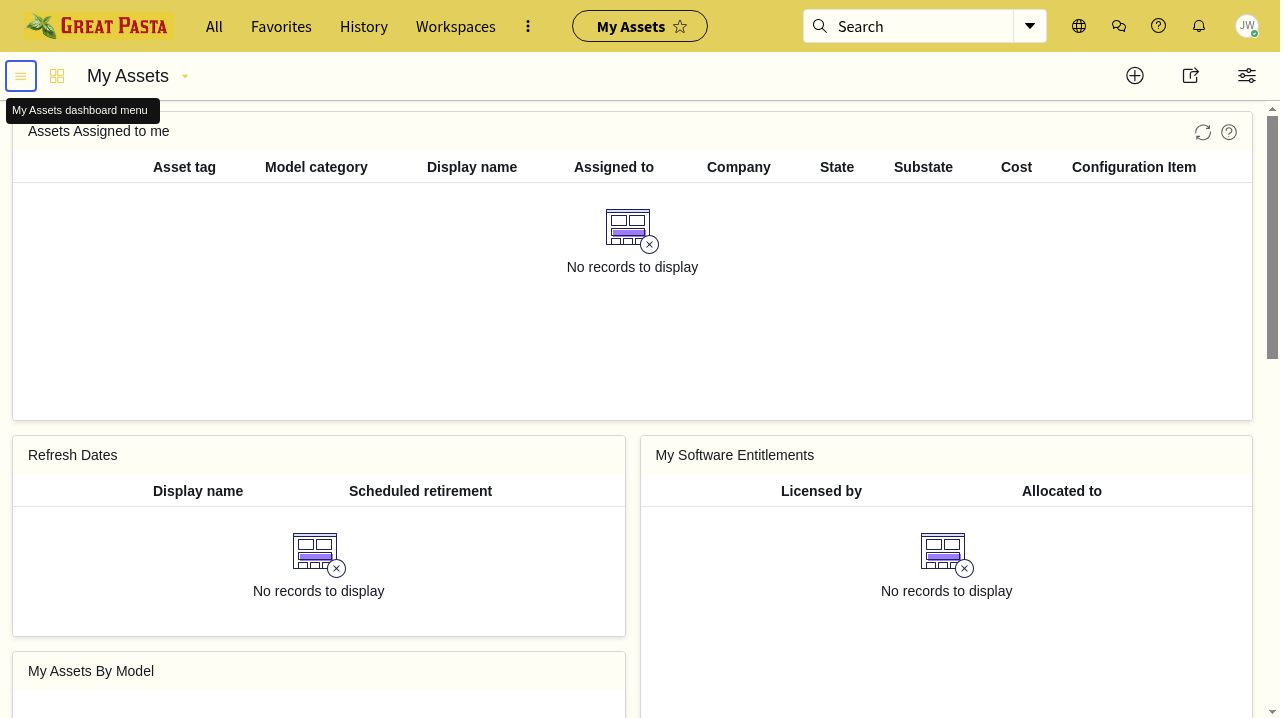 GREAT PASTA All Favorites History Workspaces My Assets Search JW
My Assets
My Assets dashboard menu
Assets Assigned to me
Asset tag Model category Display name Assigned to Company State Substate Cost Configuration Item
No records to display
Refresh Dates
Display name Scheduled retirement
No records to display
My Software Entitlements
Licensed by Allocated to
No records to display
My Assets By Model